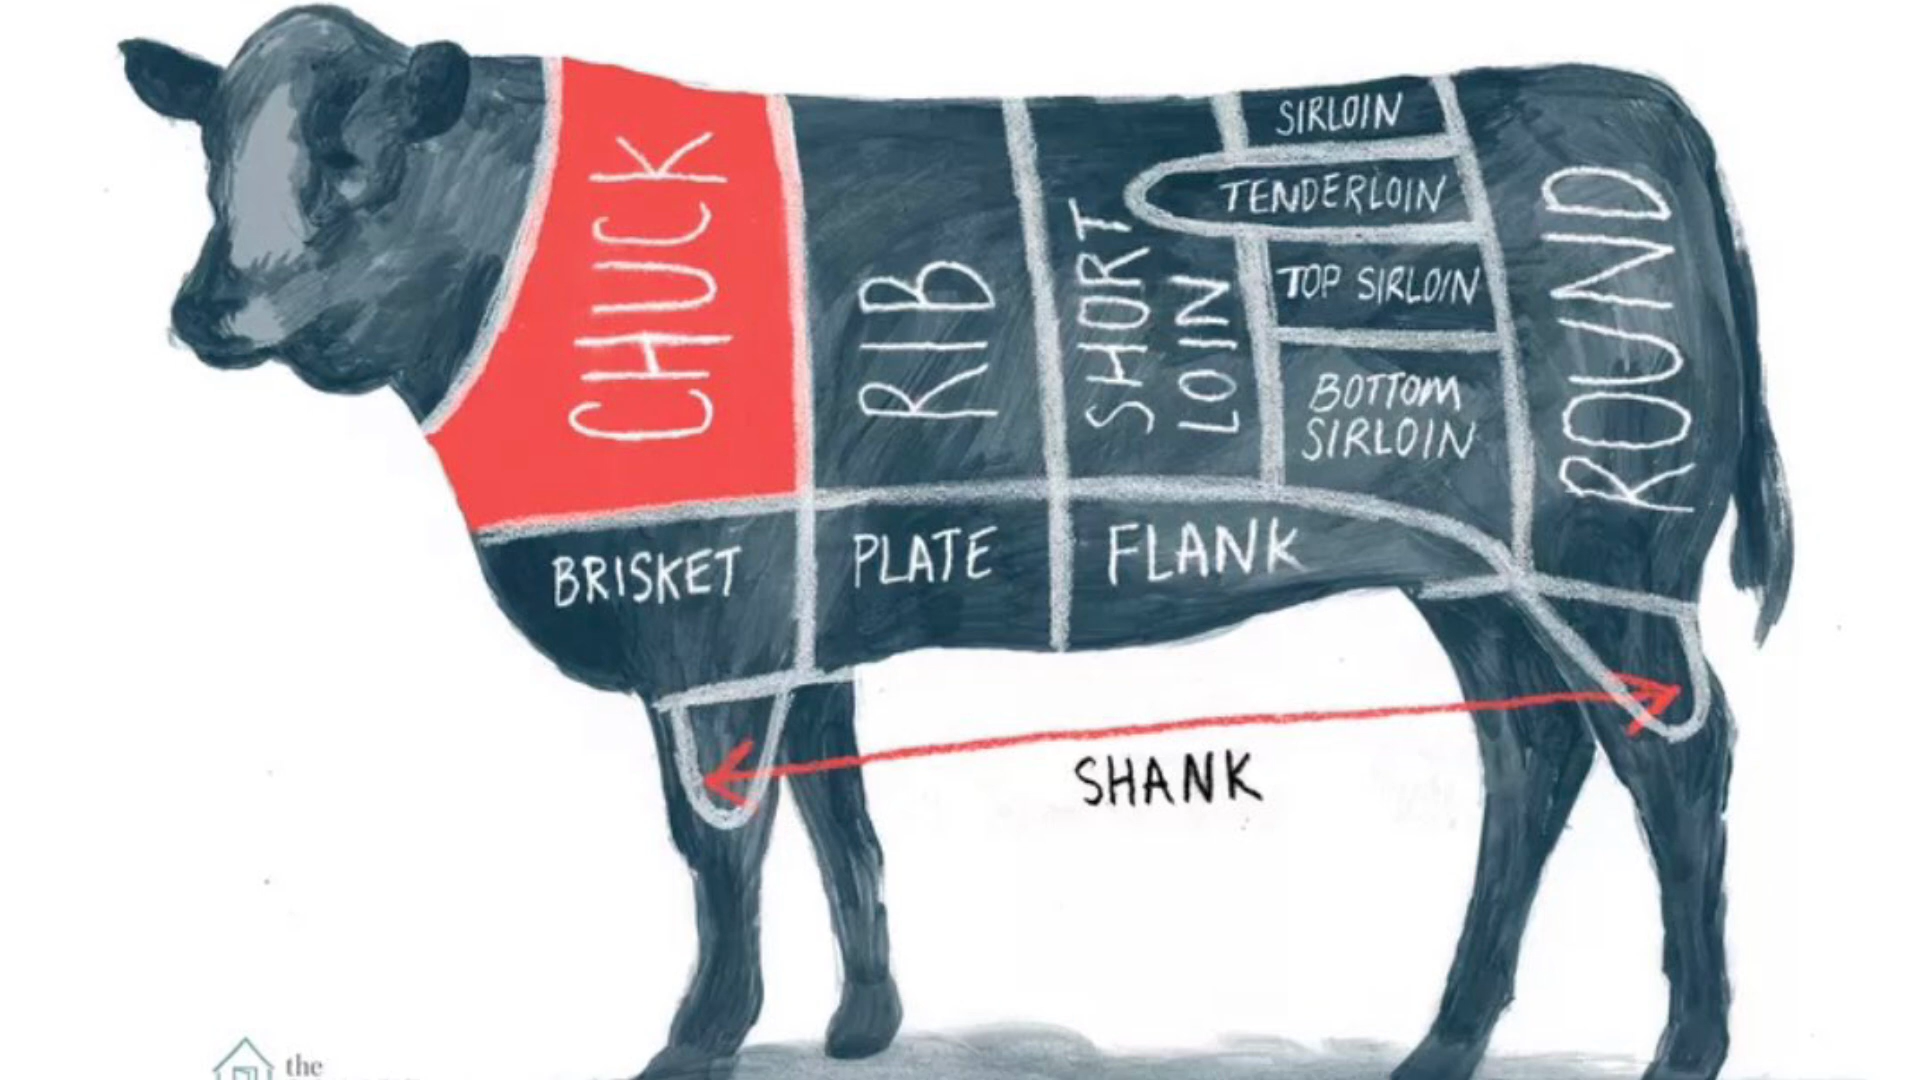 CHUCK
RIB
SHORT
LOIN
SIRLOIN
TENDERLOIN
TOP SIRLOIN
BOTTOM
SIRLOIN
ROUND
BRISKET
PLATE
FLANK
SHANK
the